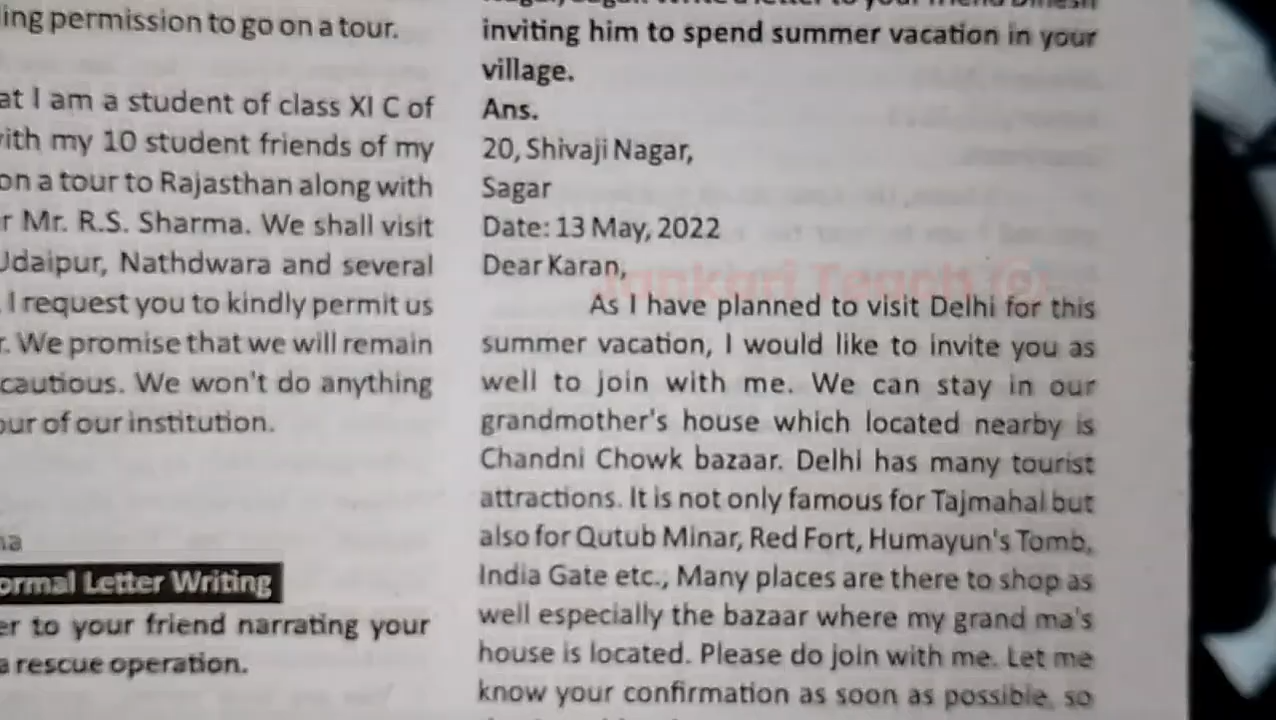 ing permission to go on a tour.
at I am a student of class XI C of
with my 10 student friends of my
on a tour to Rajasthan along with
r Mr. R.S. Sharma. We shall visit
Udaipur, Nathdwara and several
. I request you to kindly permit us
r. We promise that we will remain
cautious. We won't do anything
our of our institution.
na
ormal Letter Writing
er to your friend narrating your
a rescue operation.
inviting him to spend summer vacation in your
village.
Ans.
20, Shivaji Nagar,
Sagar
Date: 13 May, 2022
Dear Karan,
Jankari Teach
As I have planned to visit Delhi for this
summer vacation, I would like to invite you as
well to join with me. We can stay in our
grandmother's house which located nearby is
Chandni Chowk bazaar. Delhi has many tourist
attractions. It is not only famous for Tajmahal but
also for Qutub Minar, Red Fort, Humayun's Tomb,
India Gate etc., Many places are there to shop as
well especially the bazaar where my grand ma's
house is located. Please do join with me. Let me
know your confirmation as soon as possible, so